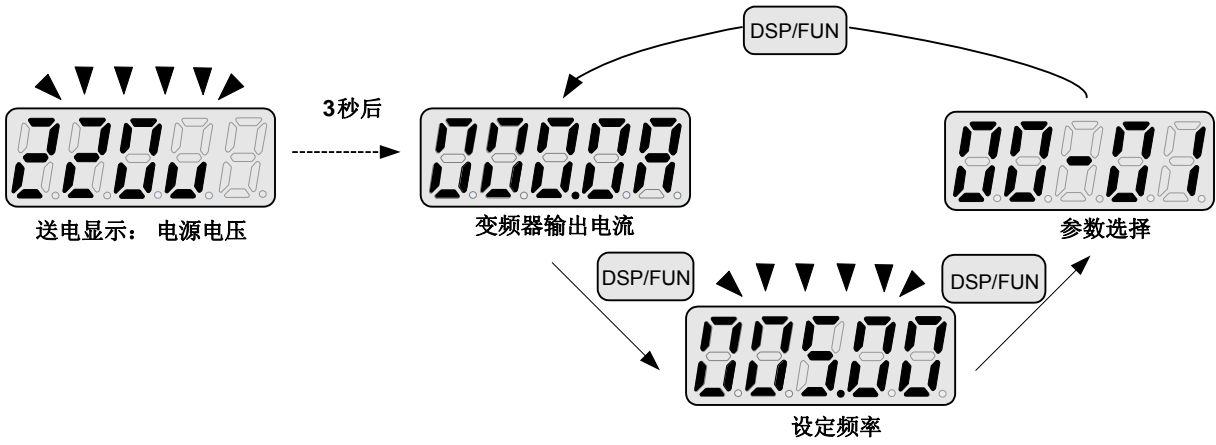 DSP/FUN
220u
3秒后
0000.0A
00-01
送电显示： 电源电压
变频器输出电流
参数选择
DSP/FUN
DSP/FUN
005.00
设定频率